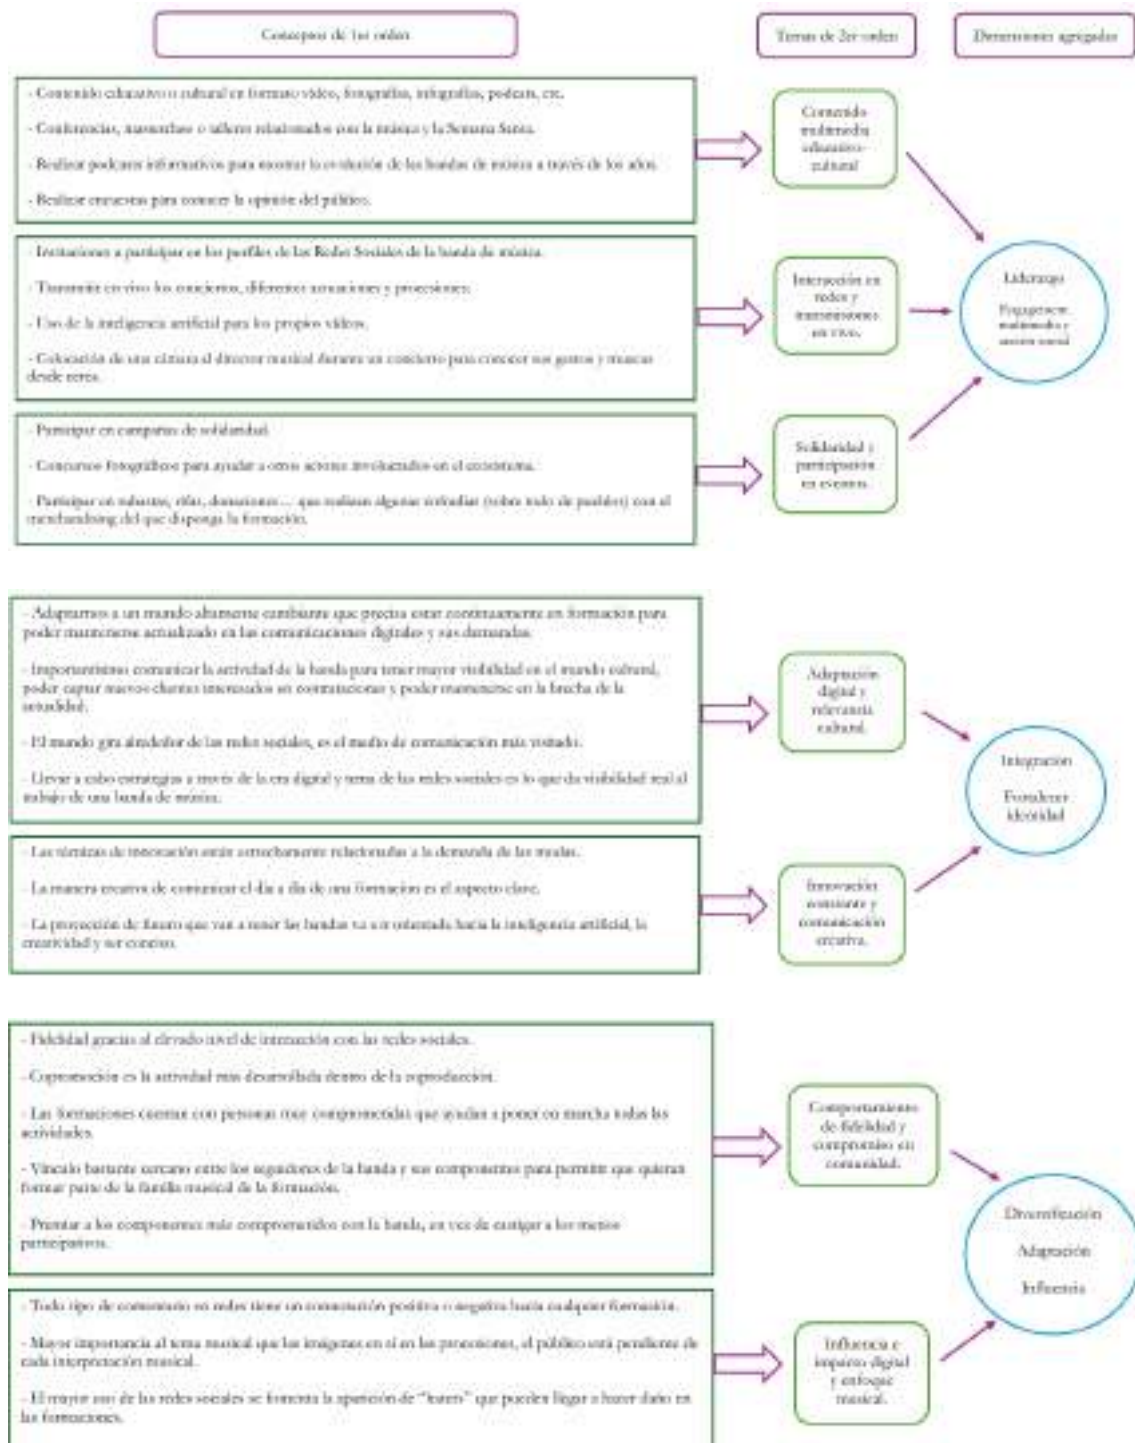 Conceptos de 1er orden
Temas de 2er orden
Dimensiones agregadas
- Contenido educativo o cultural en formato vídeo, fotografías, infografías, podcasts, etc.
- Conferencias, masterclass o talleres relacionados con la música y la Semana Santa.
- Realizar podcasts informativos para mostrar la evolución de las bandas de música a través de los años.
- Realizar encuestas para conocer la opinión del público.
Contenido
multimedia
educativo-
cultural
- Invitaciones a participar en los perfiles de las Redes Sociales de la banda de música.
- Transmitir en vivo los conciertos, diferentes actuaciones y procesiones.
- Uso de la inteligencia artificial para los propios vídeos.
- Colocación de una cámara al director musical durante un concierto para conocer sus gestos y muecas
desde cerca.
Interacción en
redes y
transmisiones
en vivo.
- Participar en campañas de solidaridad.
- Concursos fotográficos para ayudar a otros actores involucrados en el ecosistema.
- Participar en subastas, rifas, donaciones… que realizan algunas cofradías (sobre todo de pueblos) con el
merchandising del que disponga la formación.
Solidaridad y
participación
en eventos.
Liderazgo
Engagement
multimedia y
acción social
- Adaptarnos a un mundo altamente cambiante que precisa estar continuamente en formación para
poder mantenerse actualizado en las comunicaciones digitales y sus demandas.
- Importantísimo comunicar la actividad de la banda para tener mayor visibilidad en el mundo cultural,
poder captar nuevos clientes interesados en contrataciones y poder mantenerse en la brecha de la
actualidad.
- El mundo gira alrededor de las redes sociales, es el medio de comunicación más visitado.
- Llevar a cabo estrategias a través de la era digital y tema de las redes sociales es lo que da visibilidad real al
trabajo de una banda de música.
Adaptación
digital y
relevancia
cultural.
- Las técnicas de innovación están estrechamente relacionadas a la demanda de las modas.
- La manera creativa de comunicar el día a día de una formación es el aspecto clave.
- La proyección de futuro que van a tener las bandas va a ir orientada hacia la inteligencia artificial, la
creatividad y ser conciso.
Innovación
constante y
comunicación
creativa.
Integración
Fortalecer
identidad
- Fidelidad gracias al elevado nivel de interacción con las redes sociales.
- Copromoción es la actividad más desarrollada dentro de la coproducción.
- Las formaciones cuentan con personas muy comprometidas que ayudan a poner en marcha todas las
actividades.
- Vínculo bastante cercano entre los seguidores de la banda y sus componentes para permitir que quieran
formar parte de la familia musical de la formación.
- Premiar a los componentes más comprometidos con la banda, en vez de castigar a los menos
participativos.
Comportamiento
de fidelidad y
compromiso en
comunidad.
- Todo tipo de comentario en redes tiene un connotación positiva o negativa hacia cualquier formación.
- Mayor importancia al tema musical que las imágenes en sí en las procesiones, el público está pendiente de
cada interpretación musical.
- El mayor uso de las redes sociales se fomenta la aparición de "haters" que pueden llegar a hacer daño en
las formaciones.
Influencia e
impacto digital
y enfoque
musical.
Diversificación
Adaptación
Influencia